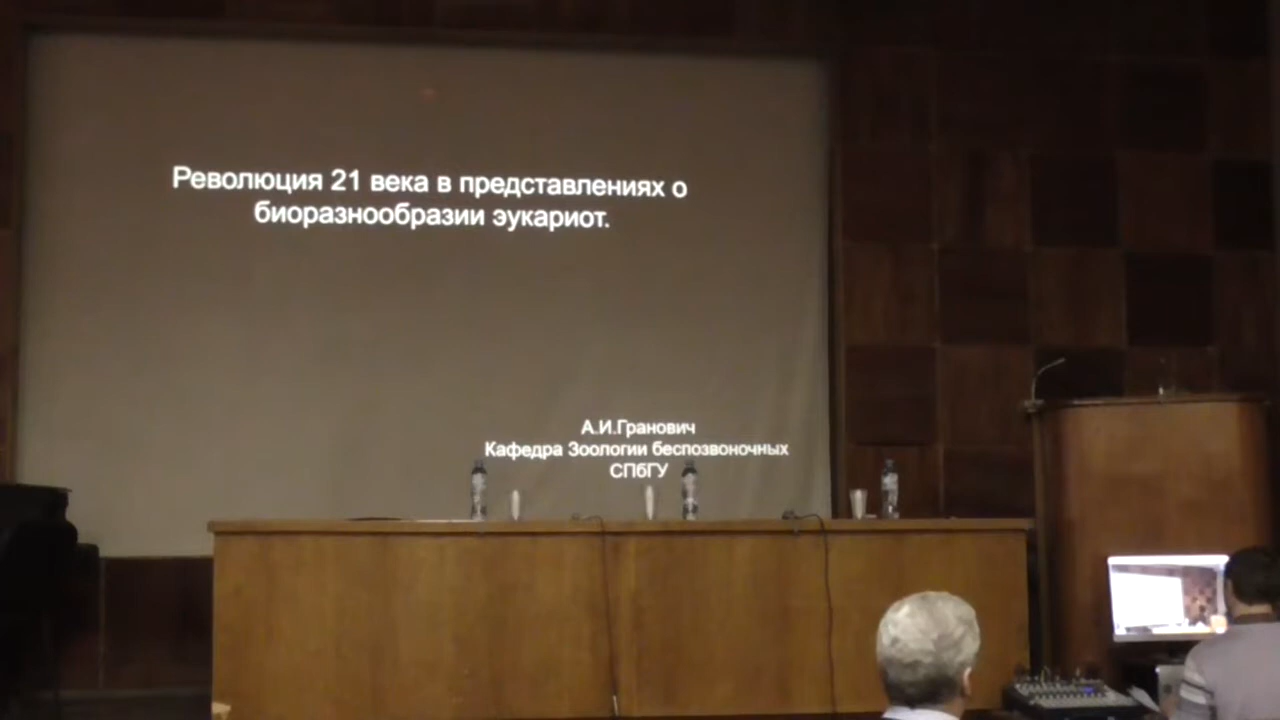 Революция 21 века в представлениях о
биоразнообразии эукариот.
А.И.Гранович
Кафедра Зоологии беспозвоночных
СПбГУ